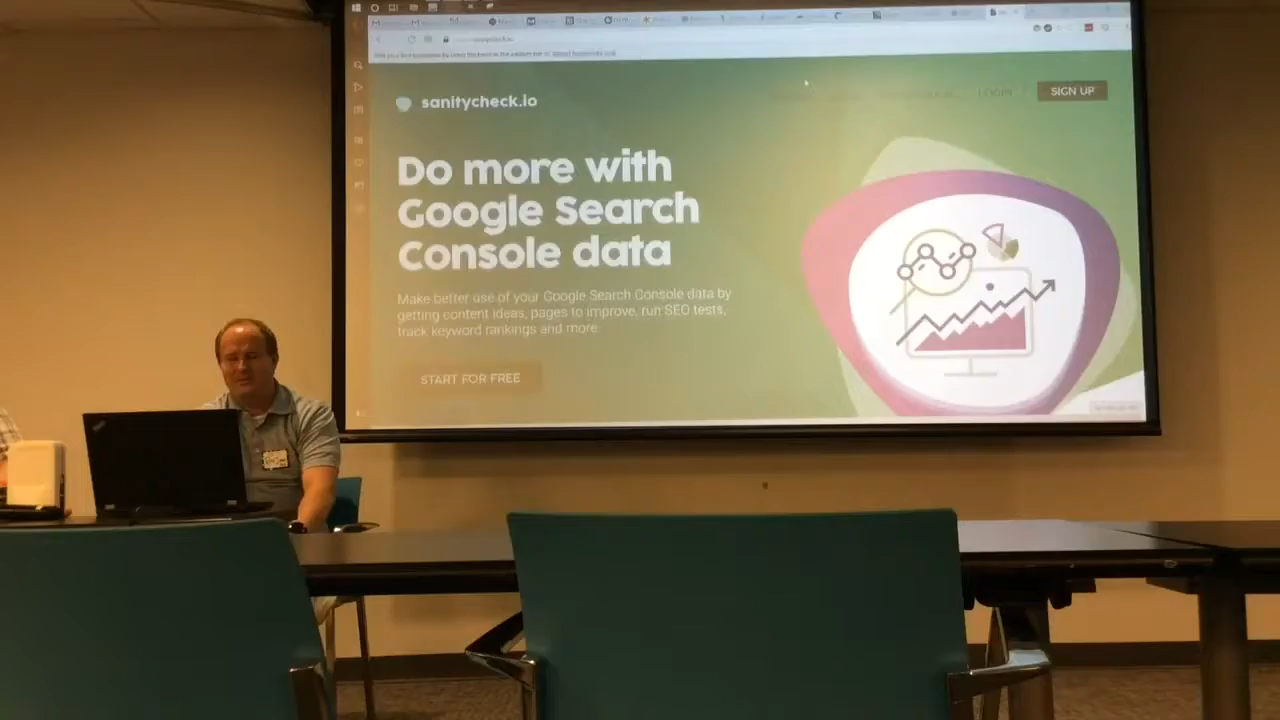 sanitycheck.io
LOGIN
SIGN UP
Do more with
Google Search
Console data
Make better use of your Google Search Console data by
getting content ideas, pages to improve, run SEO tests,
track keyword rankings and more
START FOR FREE